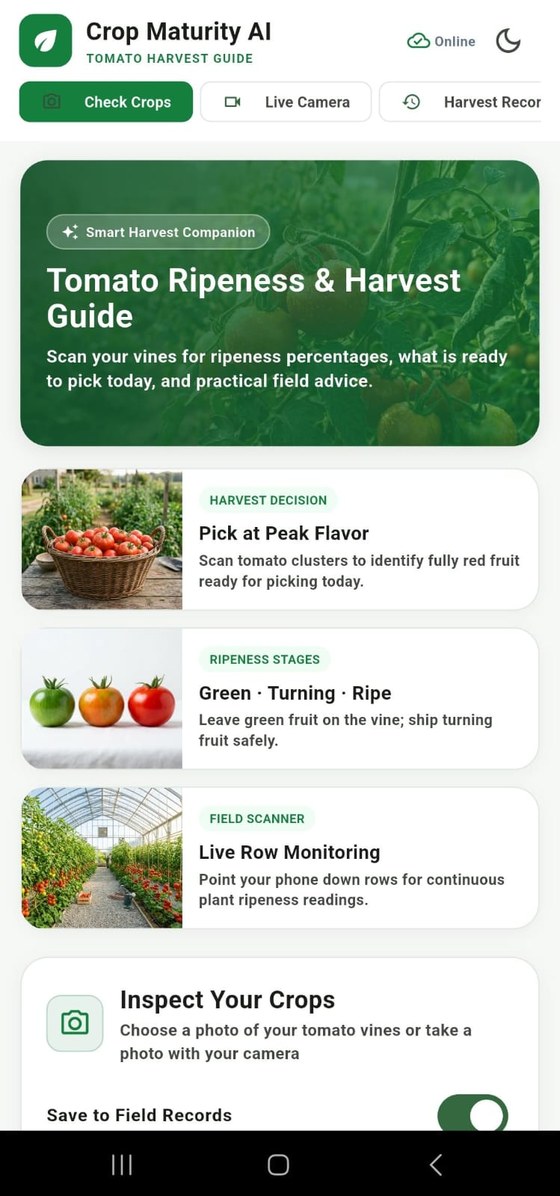 Crop Maturity AI
TOMATO HARVEST GUIDE
Online
Check Crops
Live Camera
Harvest Recor
Smart Harvest Companion
Tomato Ripeness & Harvest
Guide
Scan your vines for ripeness percentages, what is ready
to pick today, and practical field advice.
HARVEST DECISION
Pick at Peak Flavor
Scan tomato clusters to identify fully red fruit
ready for picking today.
RIPENESS STAGES
Green · Turning · Ripe
Leave green fruit on the vine; ship turning
fruit safely.
FIELD SCANNER
Live Row Monitoring
Point your phone down rows for continuous
plant ripeness readings.
Inspect Your Crops
Choose a photo of your tomato vines or take a
photo with your camera
Save to Field Records